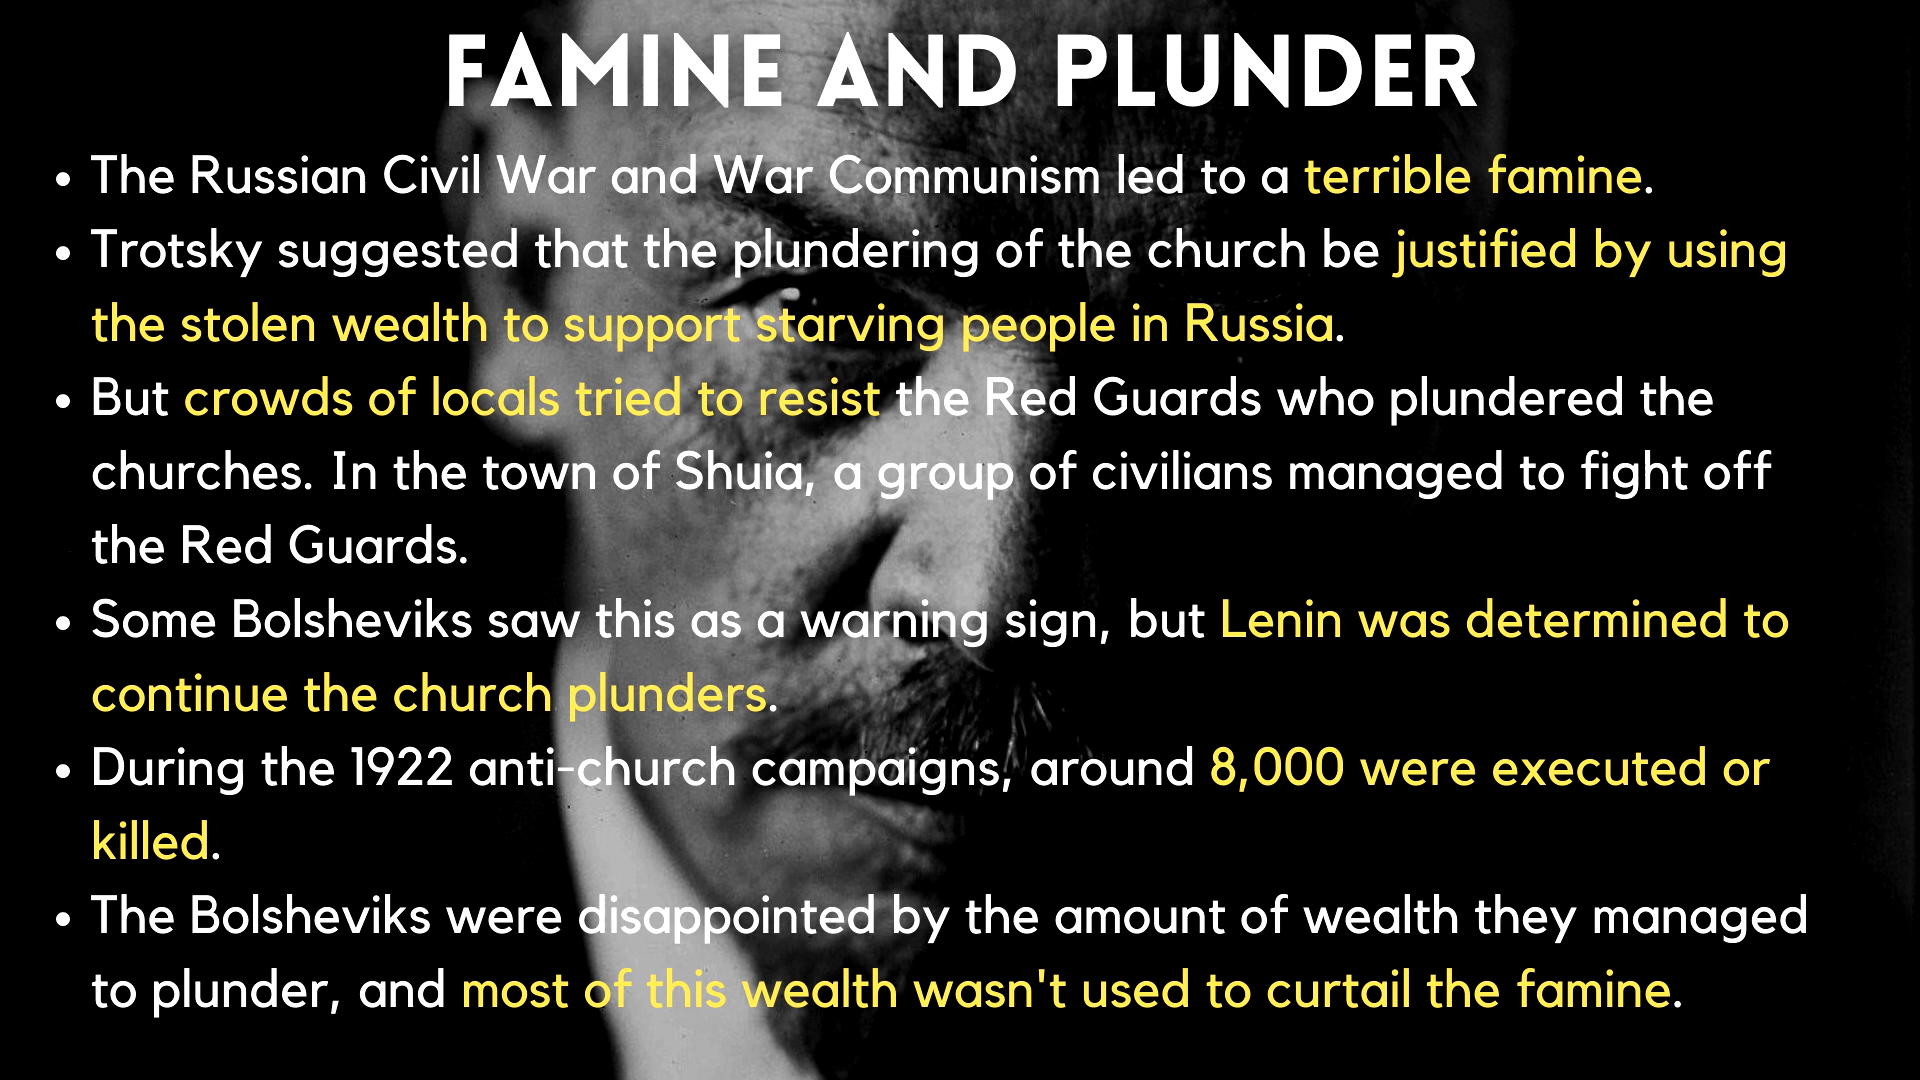 FAMINE AND PLUNDER
• The Russian Civil War and War Communism led to a terrible famine.
• Trotsky suggested that the plundering of the church be justified by using
the stolen wealth to support starving people in Russia.
• But crowds of locals tried to resist the Red Guards who plundered the
churches. In the town of Shuia, a group of civilians managed to fight off
the Red Guards.
• Some Bolsheviks saw this as a warning sign, but Lenin was determined to
continue the church plunders.
• During the 1922 anti-church campaigns, around 8,000 were executed or
killed.
• The Bolsheviks were disappointed by the amount of wealth they managed
to plunder, and most of this wealth wasn't used to curtail the famine.